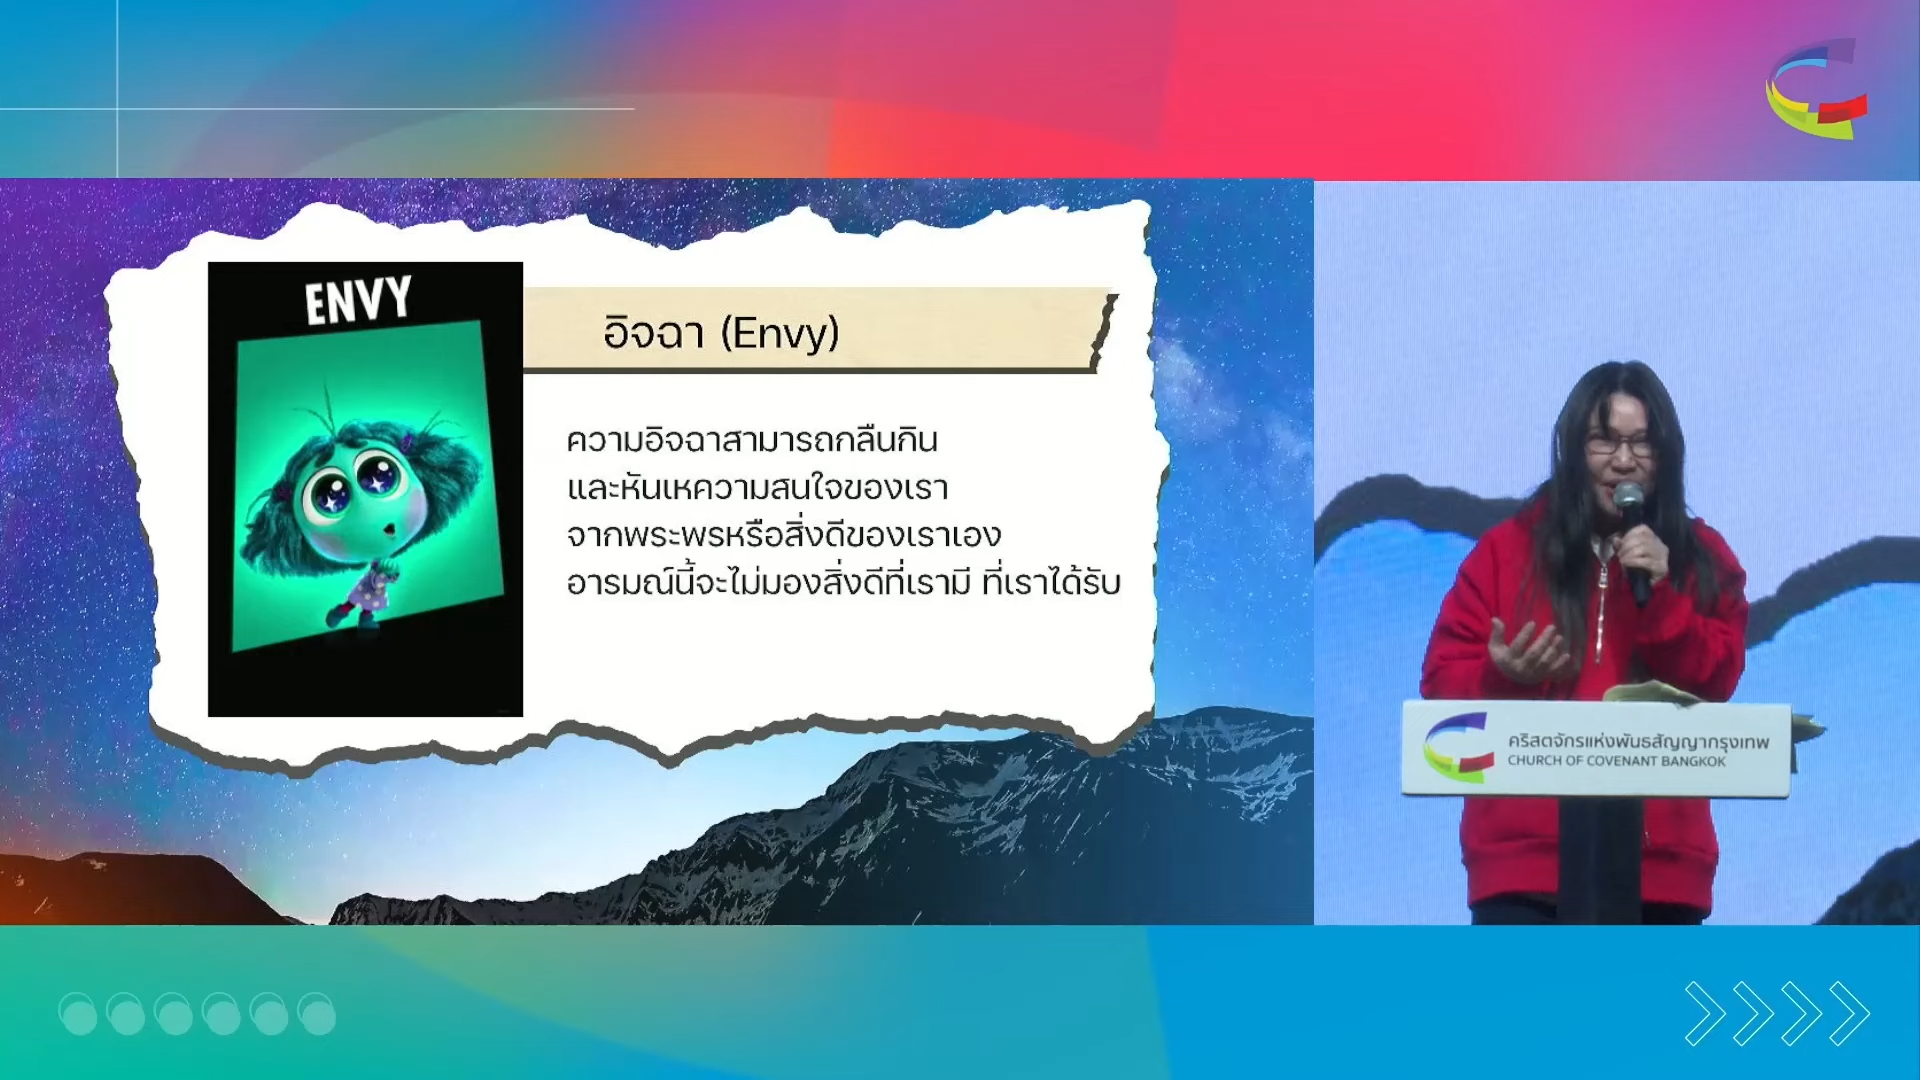 ENVY
อิจฉา (Envy)
ความอิจฉาสามารถกลืนกิน
และหันเหความสนใจของเรา
จากพระพรหรือสิ่งดีของเราเอง
อารมณ์นี้จะไม่มองสิ่งดีที่เรามี ที่เราได้รับ
คริสตจักรแห่งพันธสัญญากรุงเทพ
CHURCH OF COVENANT BANGKOK